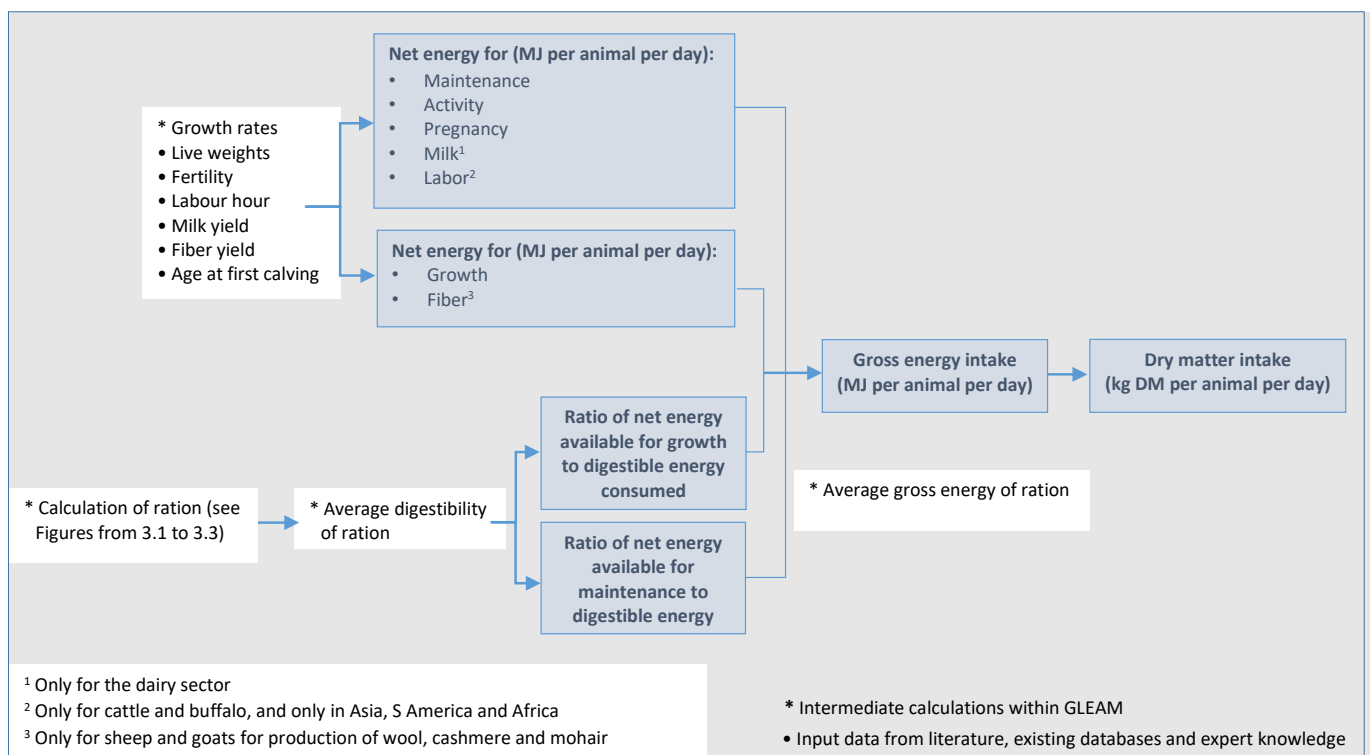 Net energy for (MJ per animal per day):
• Maintenance
• Activity
• Pregnancy
• Milk¹
• Labor²
* Growth rates
• Live weights
• Fertility
• Labour hour
• Milk yield
• Fiber yield
• Age at first calving
Net energy for (MJ per animal per day):
• Growth
• Fiber³
Gross energy intake
(MJ per animal per day)
Dry matter intake
(kg DM per animal per day)
Ratio of net energy
available for growth
to digestible energy
consumed
* Average gross energy of ration
* Calculation of ration (see
Figures from 3.1 to 3.3)
* Average digestibility
of ration
Ratio of net energy
available for
maintenance to
digestible energy
¹ Only for the dairy sector
² Only for cattle and buffalo, and only in Asia, S America and Africa
³ Only for sheep and goats for production of wool, cashmere and mohair
* Intermediate calculations within GLEAM
• Input data from literature, existing databases and expert knowledge